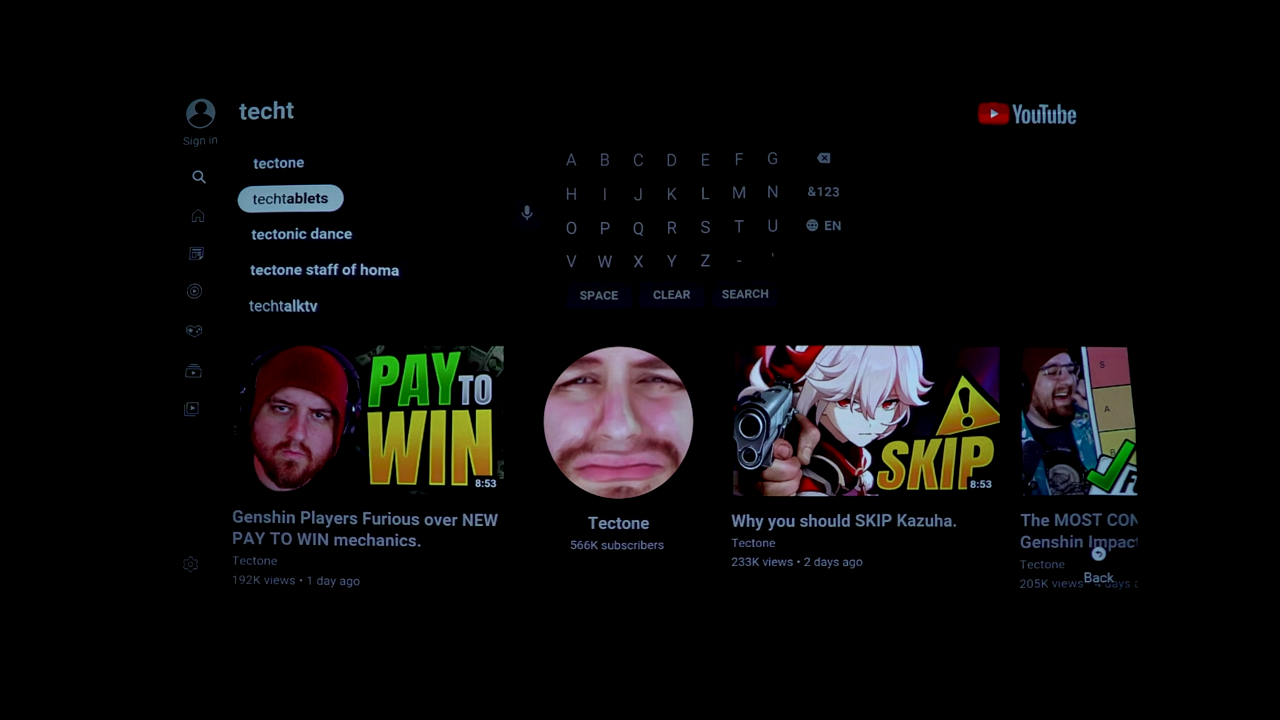 techt
YouTube
Sign in
tectone
techtablets
tectonic dance
tectone staff of homa
techtalktv
A B C D E F G
H I J K L M N &123
O P Q R S T U EN
V W X Y Z - '
SPACE CLEAR SEARCH
PAY TO
WIN
8:53
SKIP
8:53
S
A
B
Genshin Players Furious over NEW
PAY TO WIN mechanics.
Tectone
192K views • 1 day ago
Tectone
566K subscribers
Why you should SKIP Kazuha.
Tectone
233K views • 2 days ago
The MOST CON
Genshin Impact
Tectone
205K views • 4 days a
Back